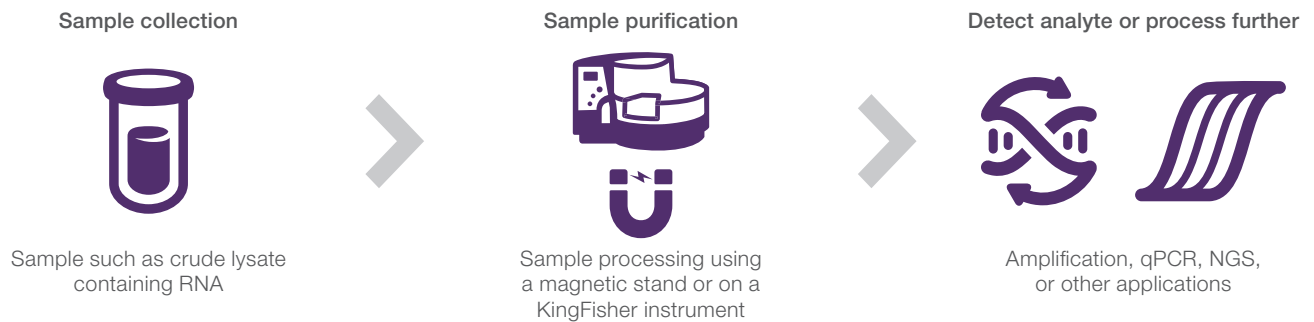 Sample collection
Sample purification
Detect analyte or process further
Sample such as crude lysate
containing RNA
Sample processing using
a magnetic stand or on a
KingFisher instrument
Amplification, qPCR, NGS,
or other applications